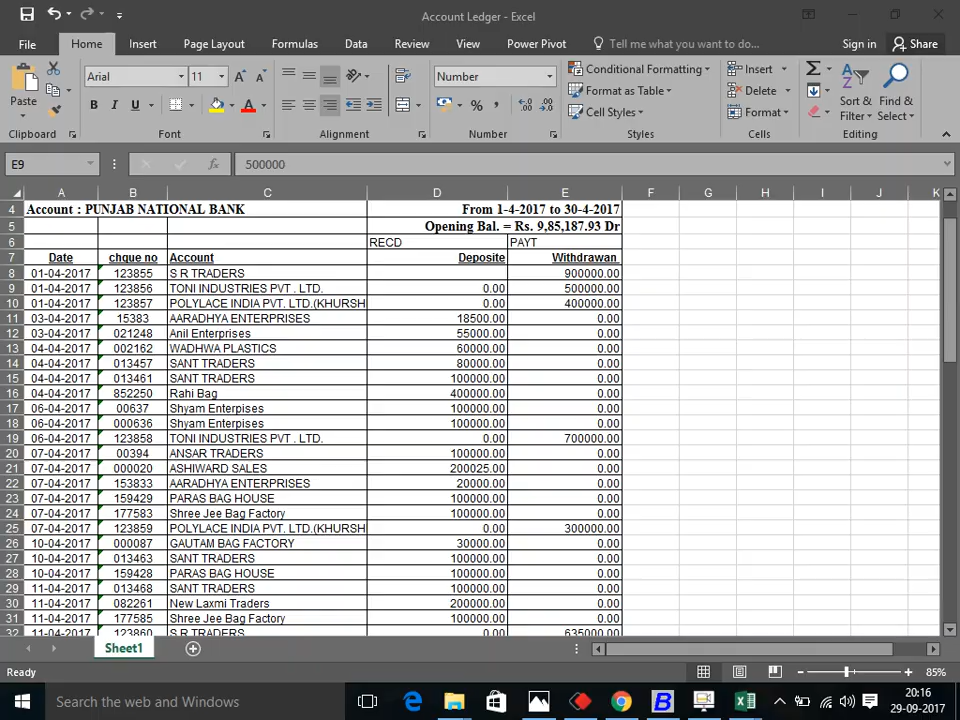 Account Ledger - Excel
File Home Insert Page Layout Formulas Data Review View Power Pivot Tell me what you want to do... Sign in Share
Paste
Arial 11
B I U A
Number
Conditional Formatting
Format as Table
Cell Styles
Insert
Delete
Format
Sort & Filter
Find & Select
Clipboard Font Alignment Number Styles Cells Editing
E9 fx 500000
A B C D E F G H I J K
4 Account : PUNJAB NATIONAL BANK From 1-4-2017 to 30-4-2017
5 Opening Bal. = Rs. 9,85,187.93 Dr
6 RECD PAYT
7 Date chque no Account Deposite Withdrawan
8 01-04-2017 123855 S R TRADERS 900000.00
9 01-04-2017 123856 TONI INDUSTRIES PVT . LTD. 0.00 500000.00
10 01-04-2017 123857 POLYLACE INDIA PVT. LTD.(KHURSH 0.00 400000.00
11 03-04-2017 15383 AARADHYA ENTERPRISES 18500.00 0.00
12 03-04-2017 021248 Anil Enterprises 55000.00 0.00
13 04-04-2017 002162 WADHWA PLASTICS 60000.00 0.00
14 04-04-2017 013457 SANT TRADERS 80000.00 0.00
15 04-04-2017 013461 SANT TRADERS 100000.00 0.00
16 04-04-2017 852250 Rahi Bag 400000.00 0.00
17 06-04-2017 00637 Shyam Enterpises 100000.00 0.00
18 06-04-2017 000636 Shyam Enterpises 100000.00 0.00
19 06-04-2017 123858 TONI INDUSTRIES PVT . LTD. 0.00 700000.00
20 07-04-2017 00394 ANSAR TRADERS 100000.00 0.00
21 07-04-2017 000020 ASHIWARD SALES 200025.00 0.00
22 07-04-2017 153833 AARADHYA ENTERPRISES 20000.00 0.00
23 07-04-2017 159429 PARAS BAG HOUSE 100000.00 0.00
24 07-04-2017 177583 Shree Jee Bag Factory 100000.00 0.00
25 07-04-2017 123859 POLYLACE INDIA PVT. LTD.(KHURSH 0.00 300000.00
26 10-04-2017 000087 GAUTAM BAG FACTORY 30000.00 0.00
27 10-04-2017 013463 SANT TRADERS 100000.00 0.00
28 10-04-2017 159428 PARAS BAG HOUSE 100000.00 0.00
29 11-04-2017 013468 SANT TRADERS 100000.00 0.00
30 11-04-2017 082261 New Laxmi Traders 200000.00 0.00
31 11-04-2017 177585 Shree Jee Bag Factory 100000.00 0.00
32 11-04-2017 123860 S R TRADERS 0.00 635000.00
Sheet1
Ready 85%
Search the web and Windows
20:16
29-09-2017